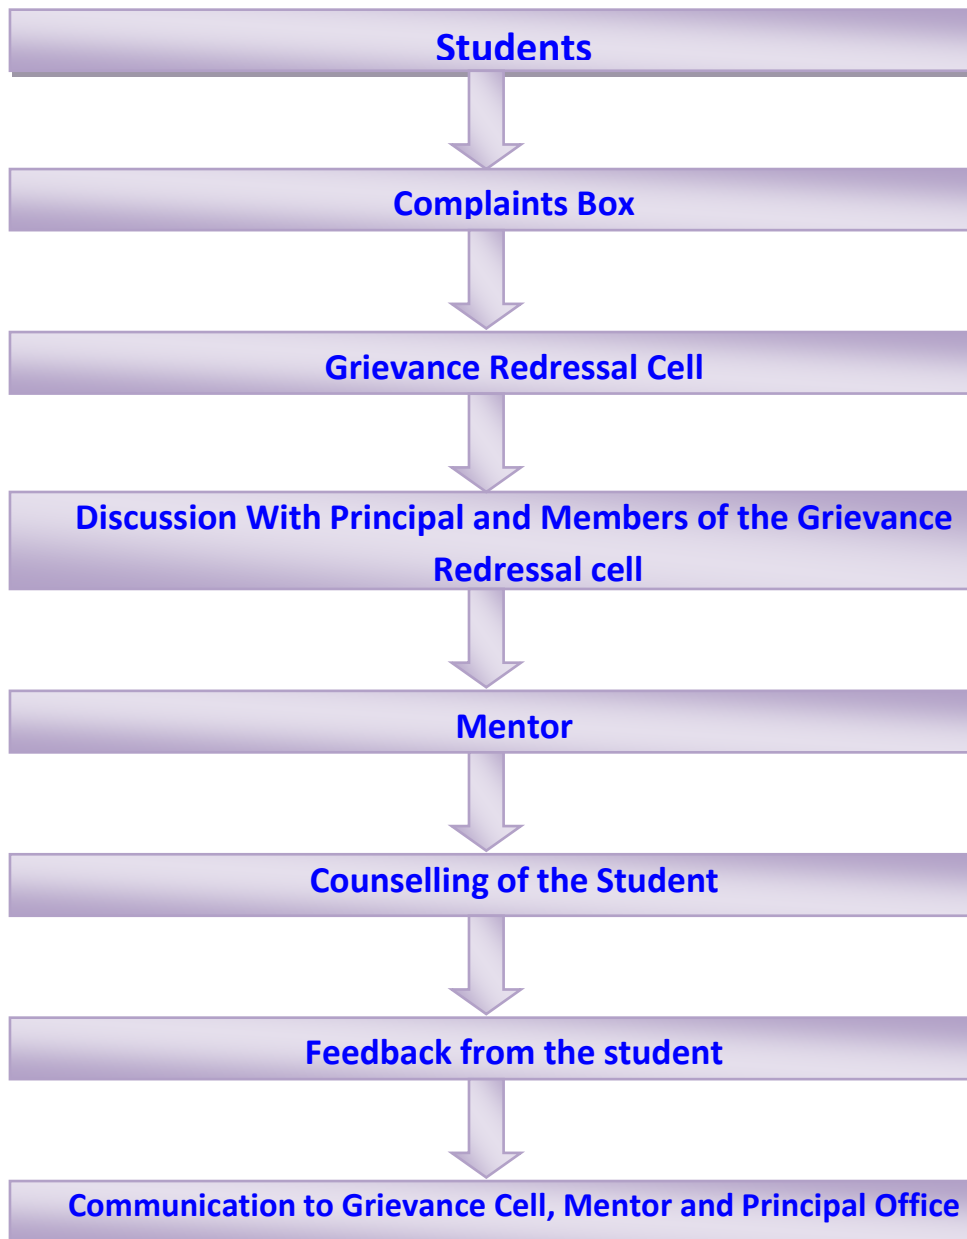 Students
Complaints Box
Grievance Redressal Cell
Discussion With Principal and Members of the Grievance
Redressal cell
Mentor
Counselling of the Student
Feedback from the student
Communication to Grievance Cell, Mentor and Principal Office